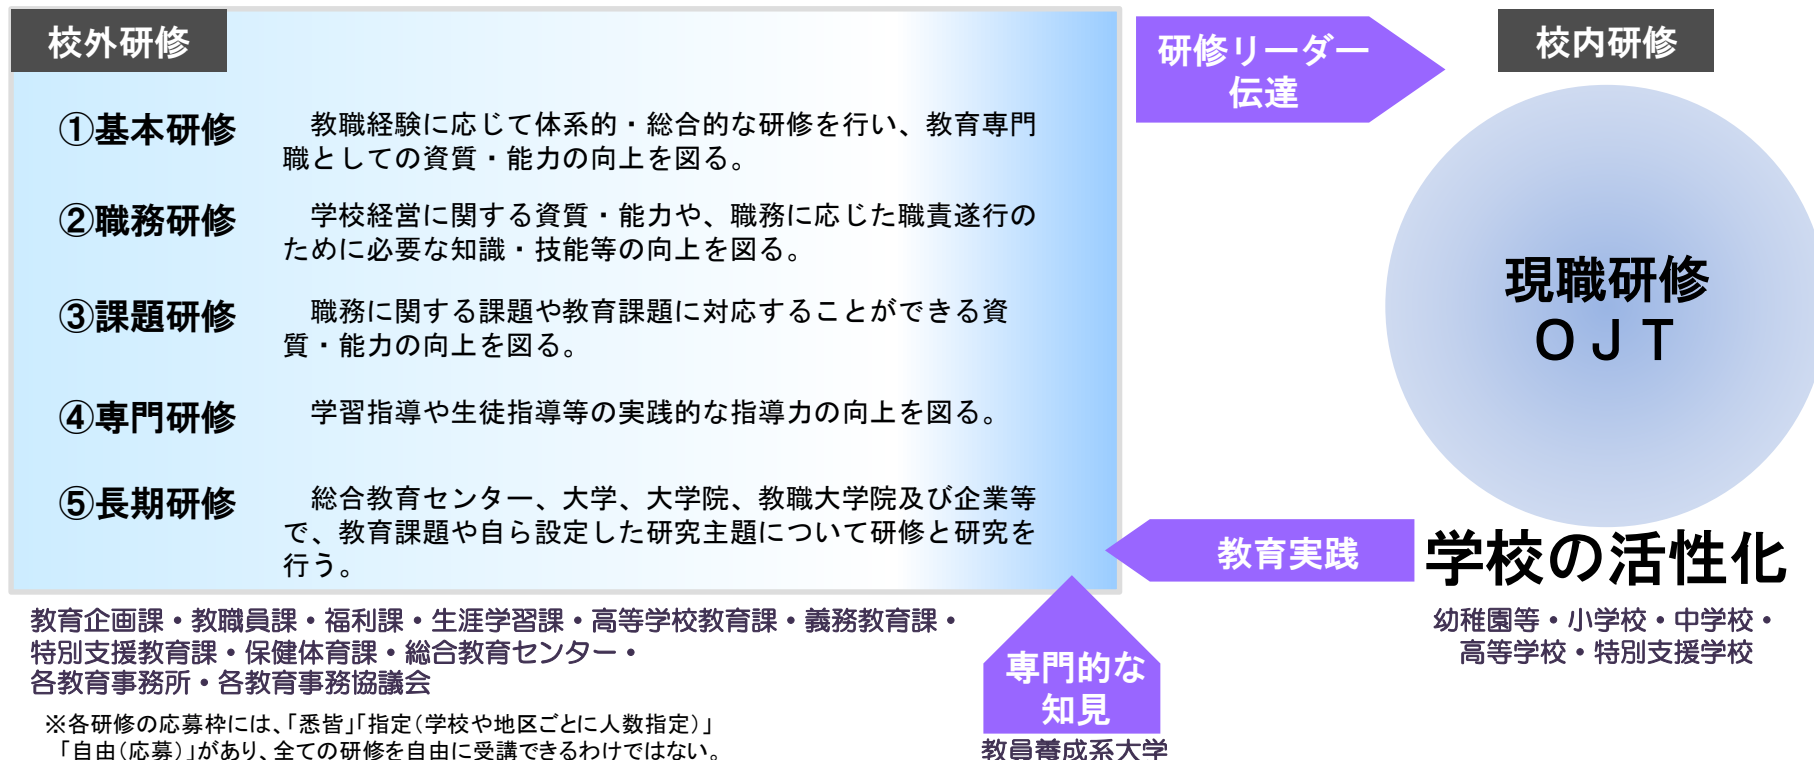 校外研修
①基本研修
教職経験に応じて体系的・総合的な研修を行い、教育専門
職としての資質・能力の向上を図る。
②職務研修
学校経営に関する資質・能力や、職務に応じた職責遂行の
ために必要な知識・技能等の向上を図る。
③課題研修
職務に関する課題や教育課題に対応することができる資
質・能力の向上を図る。
④専門研修
学習指導や生徒指導等の実践的な指導力の向上を図る。
⑤長期研修
総合教育センター、大学、大学院、教職大学院及び企業等
で、教育課題や自ら設定した研究主題について研修と研究を
行う。
教育企画課・教職員課・福利課・生涯学習課・高等学校教育課・義務教育課・
特別支援教育課・保健体育課・総合教育センター・
各教育事務所・各教育事務協議会
※各研修の応募枠には、「悉皆」「指定（学校や地区ごとに人数指定）」
「自由（応募）」があり、全ての研修を自由に受講できるわけではない。
研修リーダー
伝達
校内研修
現職研修
ＯＪＴ
教育実践
学校の活性化
幼稚園等・小学校・中学校・
高等学校・特別支援学校
専門的な
知見
教員養成系大学